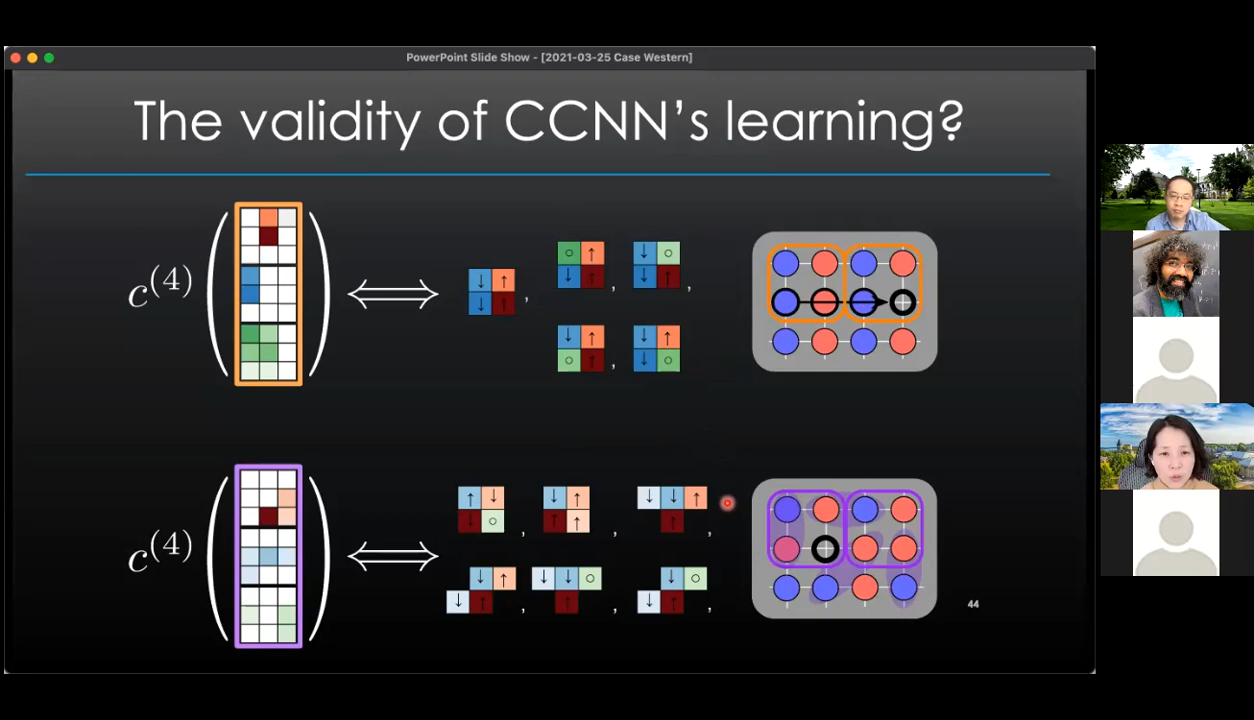 PowerPoint Slide Show - [2021-03-25 Case Western]
The validity of CCNN's learning?
c(4) ( ) ⟺
↓ ↑
↓ ↑ ,
○ ↑
↓ ↑ ,
↓ ○
↓ ↑ ,
↓ ↑
○ ↑ ,
↓ ↑
↓ ○
c(4) ( ) ⟺
↑ ↓
↓ ○ ,
↓ ↑
↑ ↑ ,
↓ ↓ ↑
↑ ,
↓ ↑
↓ ↑ ,
↓ ↓ ○
↑ ,
↓ ○
↓ ↑ ,
44